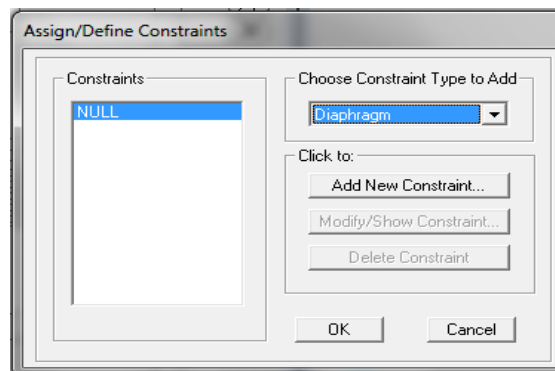 Assign/Define Constraints
Constraints
NULL
Choose Constraint Type to Add
Diaphragm
Click to:
Add New Constraint...
Modify/Show Constraint...
Delete Constraint
OK
Cancel